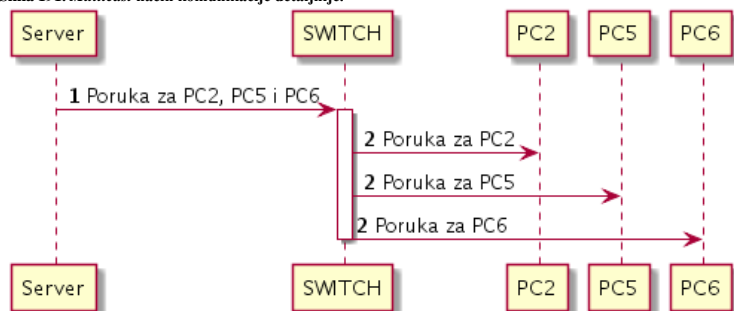 Server SWITCH PC2 PC5 PC6
1 Poruka za PC2, PC5 i PC6
2 Poruka za PC2
2 Poruka za PC5
2 Poruka za PC6
Server SWITCH PC2 PC5 PC6